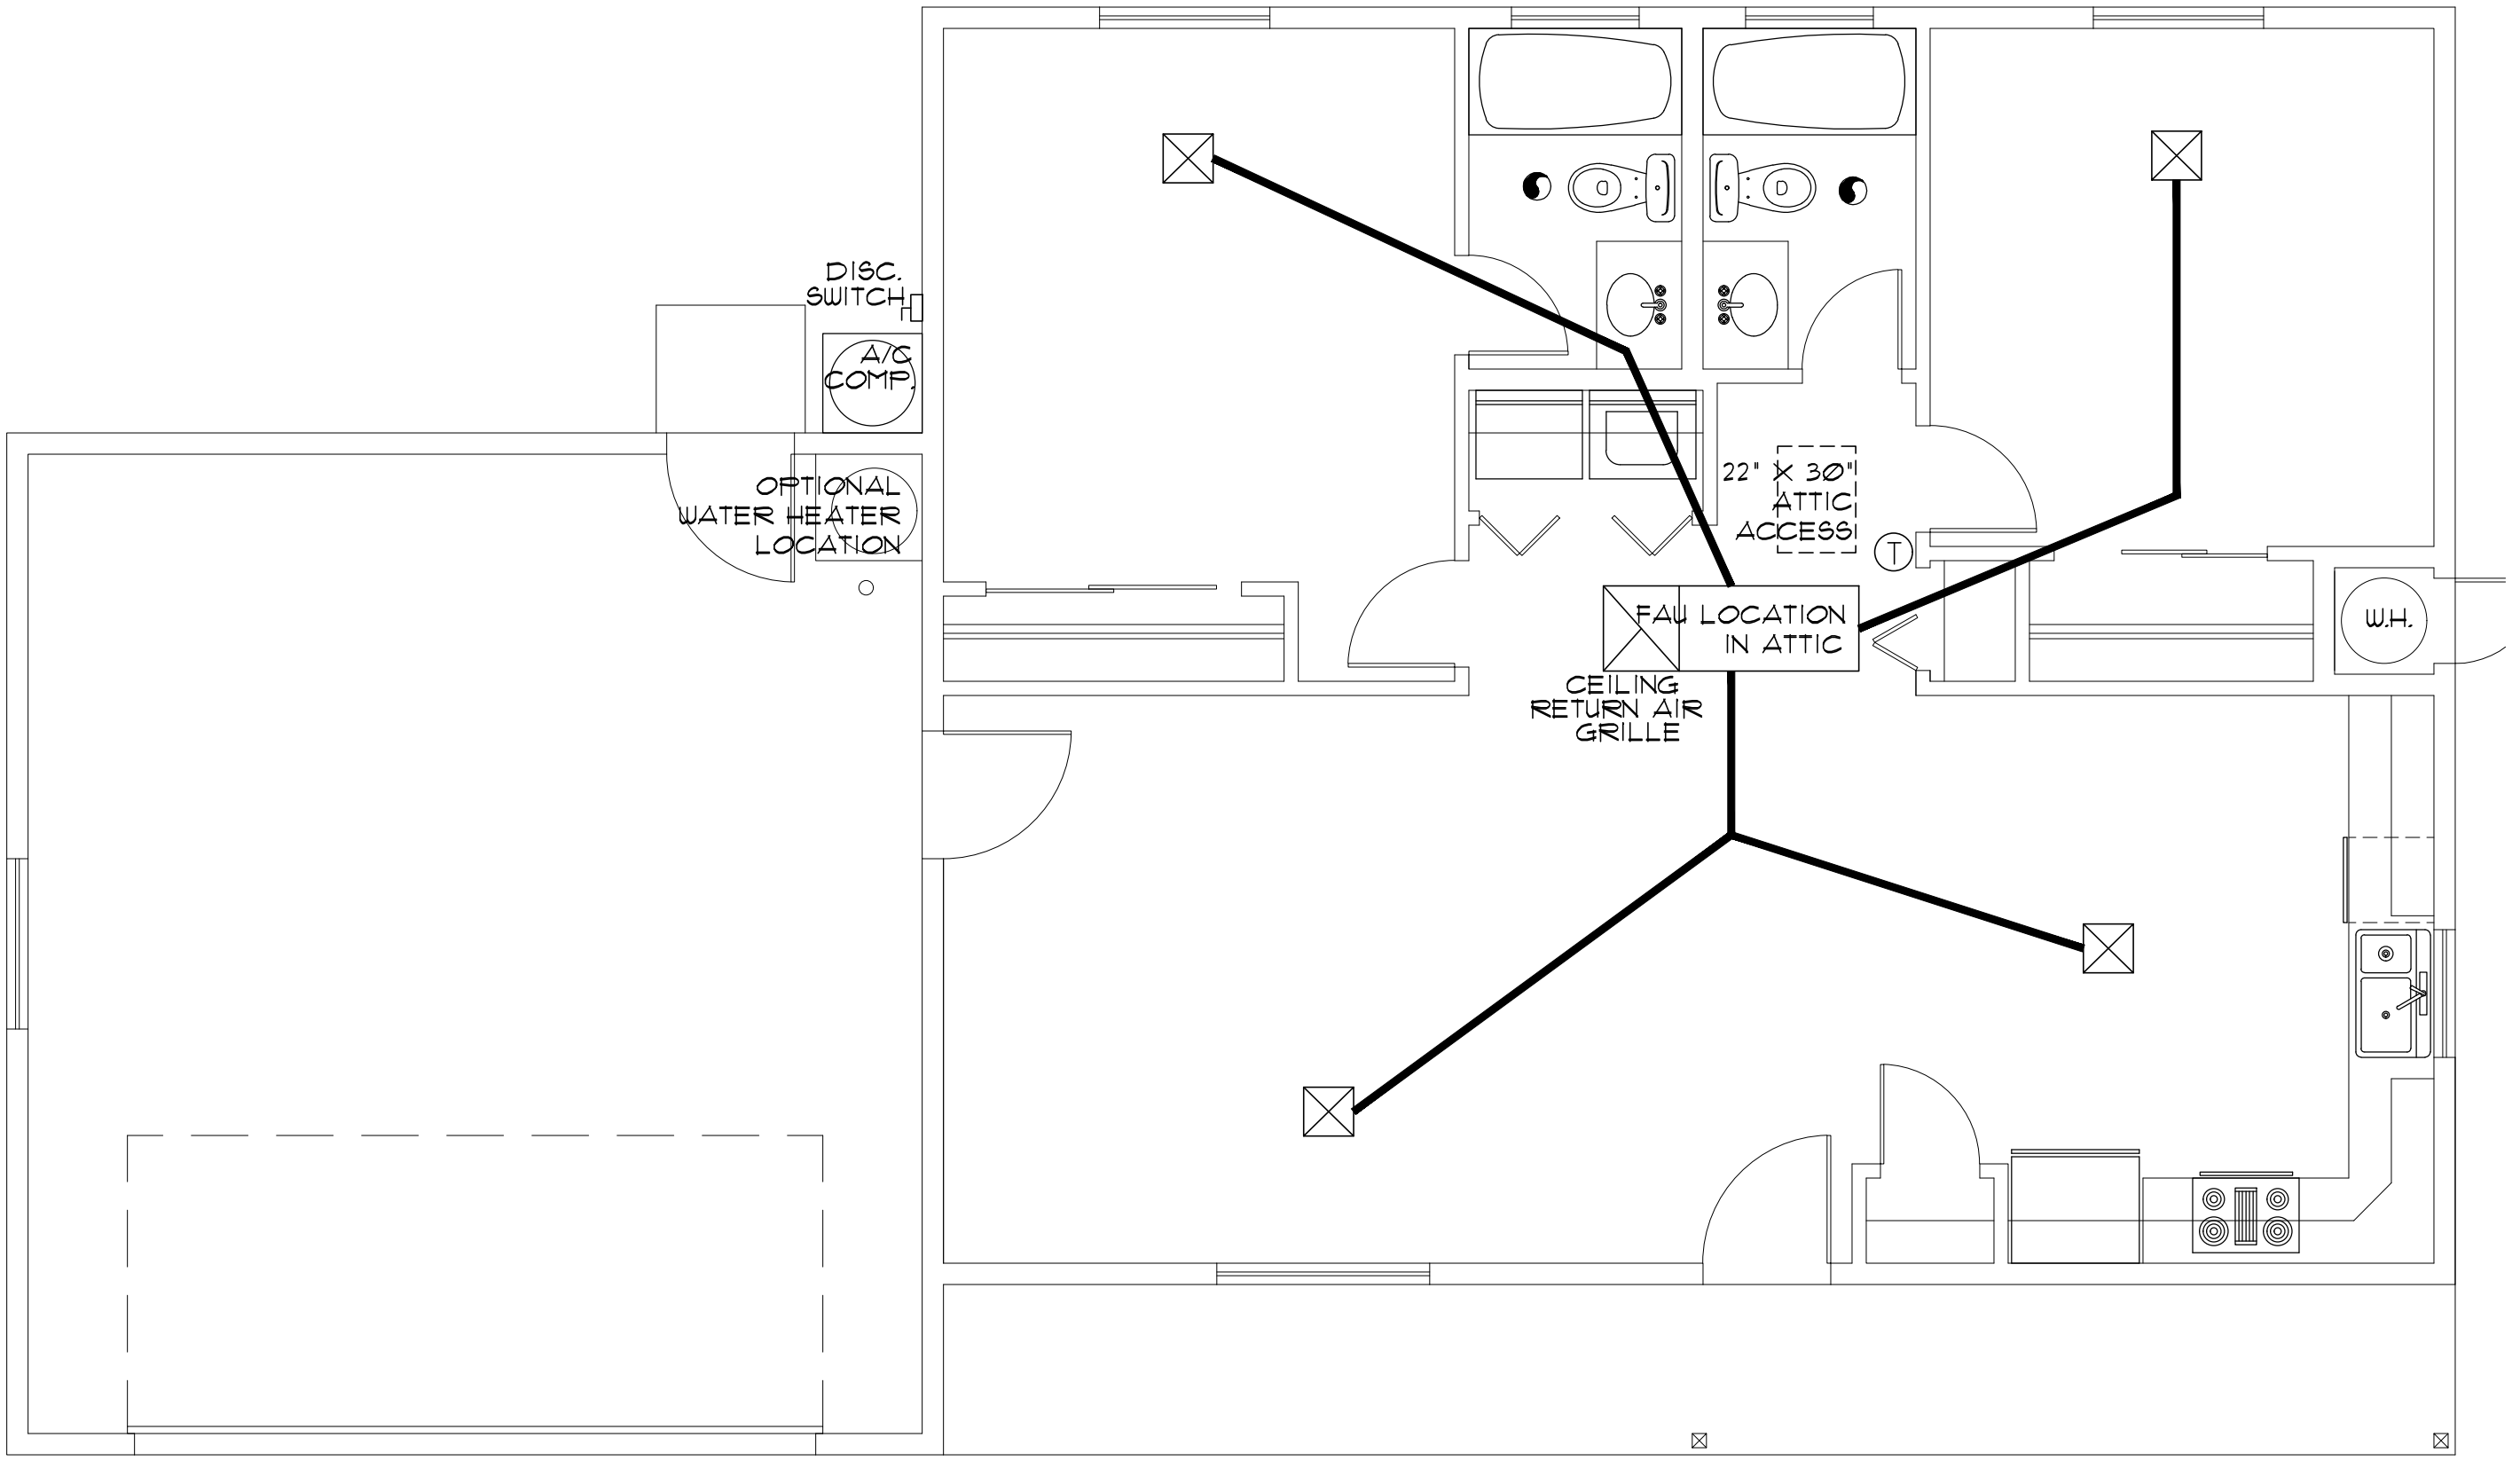 DISC.
SWITCH
A/C
COMP.
OPTIONAL
WATER HEATER
LOCATION
22" X 30"
ATTIC
ACCESS
T
FAU LOCATION
IN ATTIC
W.H.
CEILING
RETURN AIR
GRILLE